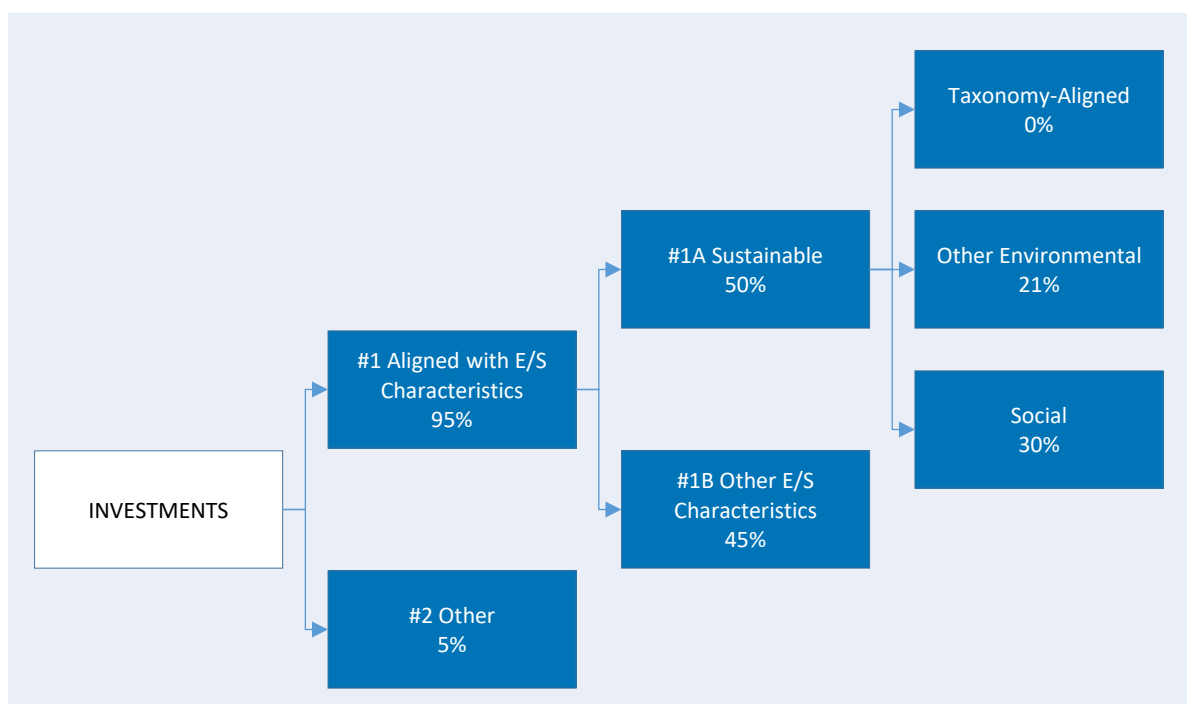 INVESTMENTS
#1 Aligned with E/S
Characteristics
95%
#2 Other
5%
#1A Sustainable
50%
#1B Other E/S
Characteristics
45%
Taxonomy-Aligned
0%
Other Environmental
21%
Social
30%